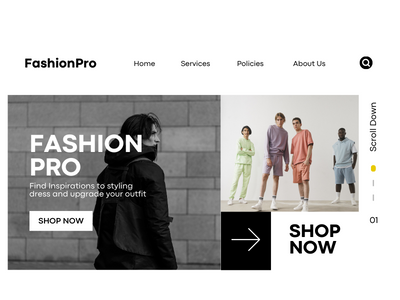 FashionPro
Home
Services
Policies
About Us
FASHION
PRO
Find Inspirations to styling
dress and upgrade your outfit
SHOP NOW
SHOP
NOW
Scroll Down
01